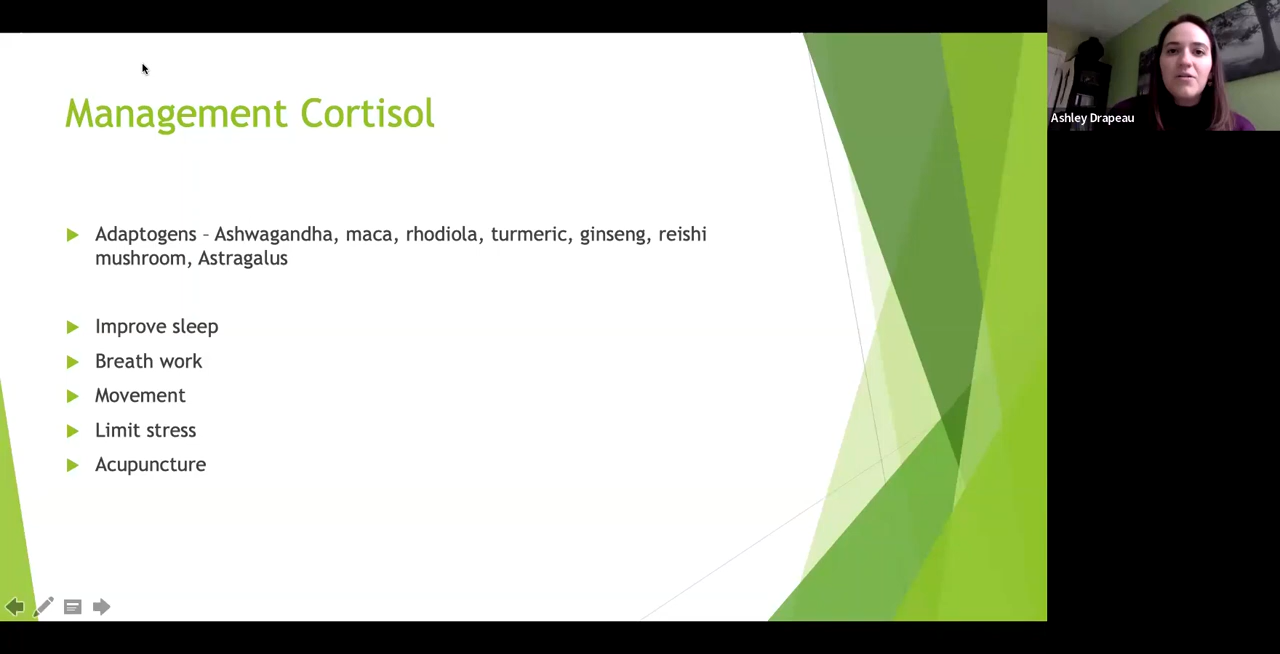 Management Cortisol
Adaptogens – Ashwagandha, maca, rhodiola, turmeric, ginseng, reishi
mushroom, Astragalus
Improve sleep
Breath work
Movement
Limit stress
Acupuncture
Ashley Drapeau